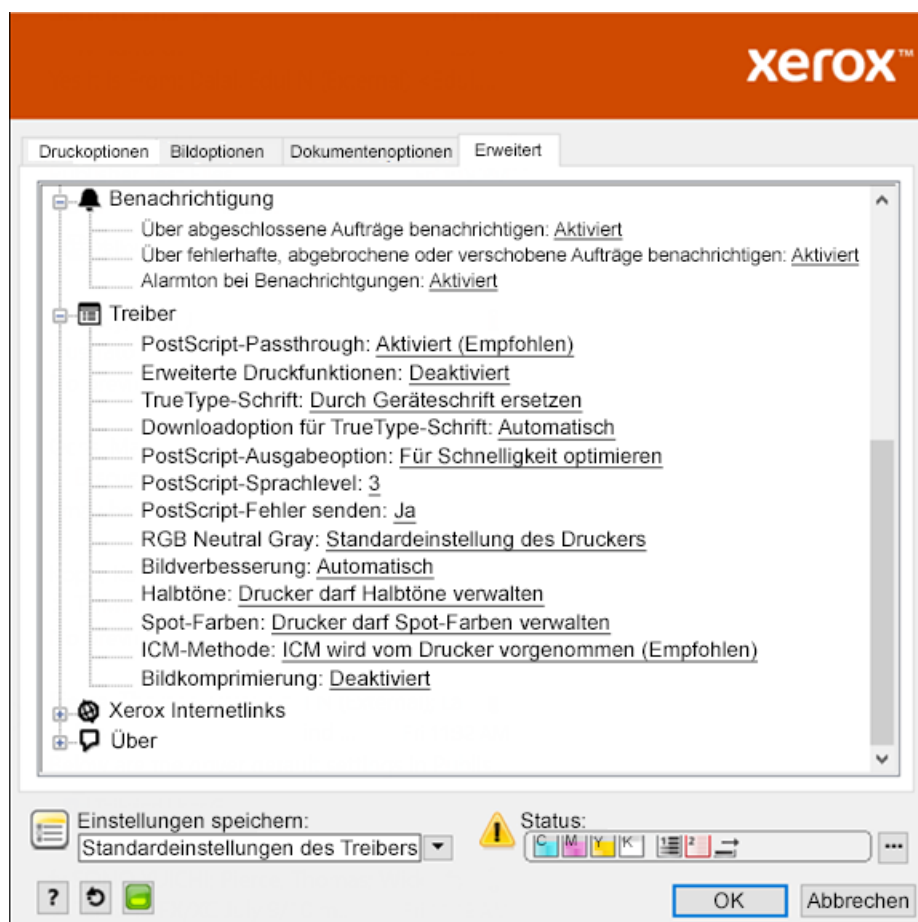 xerox™
Druckoptionen Bildoptionen Dokumentenoptionen Erweitert
Benachrichtigung
Über abgeschlossene Aufträge benachrichtigen: Aktiviert
Über fehlerhafte, abgebrochene oder verschobene Aufträge benachrichtigen: Aktiviert
Alarmton bei Benachrichtgungen: Aktiviert
Treiber
PostScript-Passthrough: Aktiviert (Empfohlen)
Erweiterte Druckfunktionen: Deaktiviert
TrueType-Schrift: Durch Geräteschrift ersetzen
Downloadoption für TrueType-Schrift: Automatisch
PostScript-Ausgabeoption: Für Schnelligkeit optimieren
PostScript-Sprachlevel: 3
PostScript-Fehler senden: Ja
RGB Neutral Gray: Standardeinstellung des Druckers
Bildverbesserung: Automatisch
Halbtöne: Drucker darf Halbtöne verwalten
Spot-Farben: Drucker darf Spot-Farben verwalten
ICM-Methode: ICM wird vom Drucker vorgenommen (Empfohlen)
Bildkomprimierung: Deaktiviert
Xerox Internetlinks
Über
Einstellungen speichern:
Standardeinstellungen des Treibers
Status:
C M Y K 1 2
...
?
OK Abbrechen